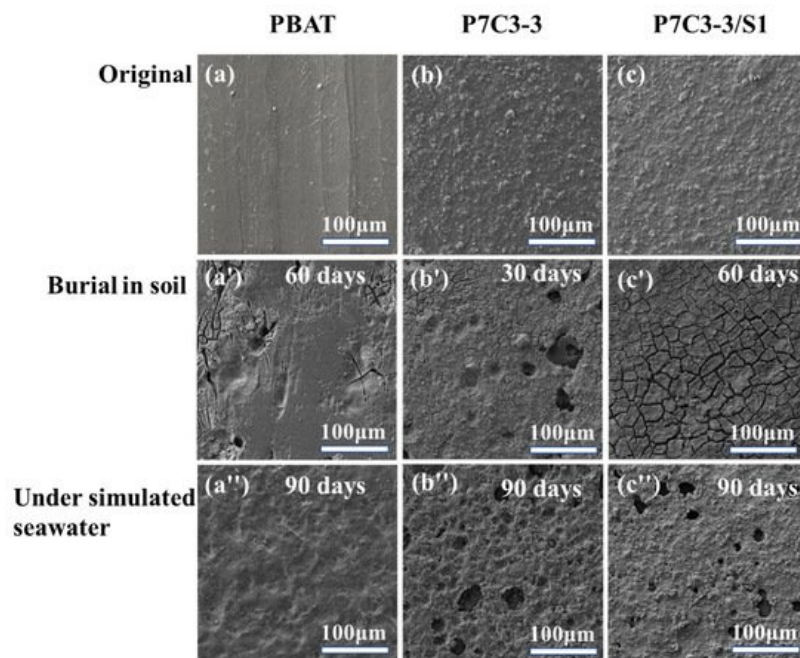 PBAT P7C3-3 P7C3-3/S1
Original
(a) (b) (c)
100μm 100μm 100μm
Burial in soil
(a') 60 days (b') 30 days (c') 60 days
100μm 100μm 100μm
Under simulated
seawater
(a'') 90 days (b'') 90 days (c'') 90 days
100μm 100μm 100μm